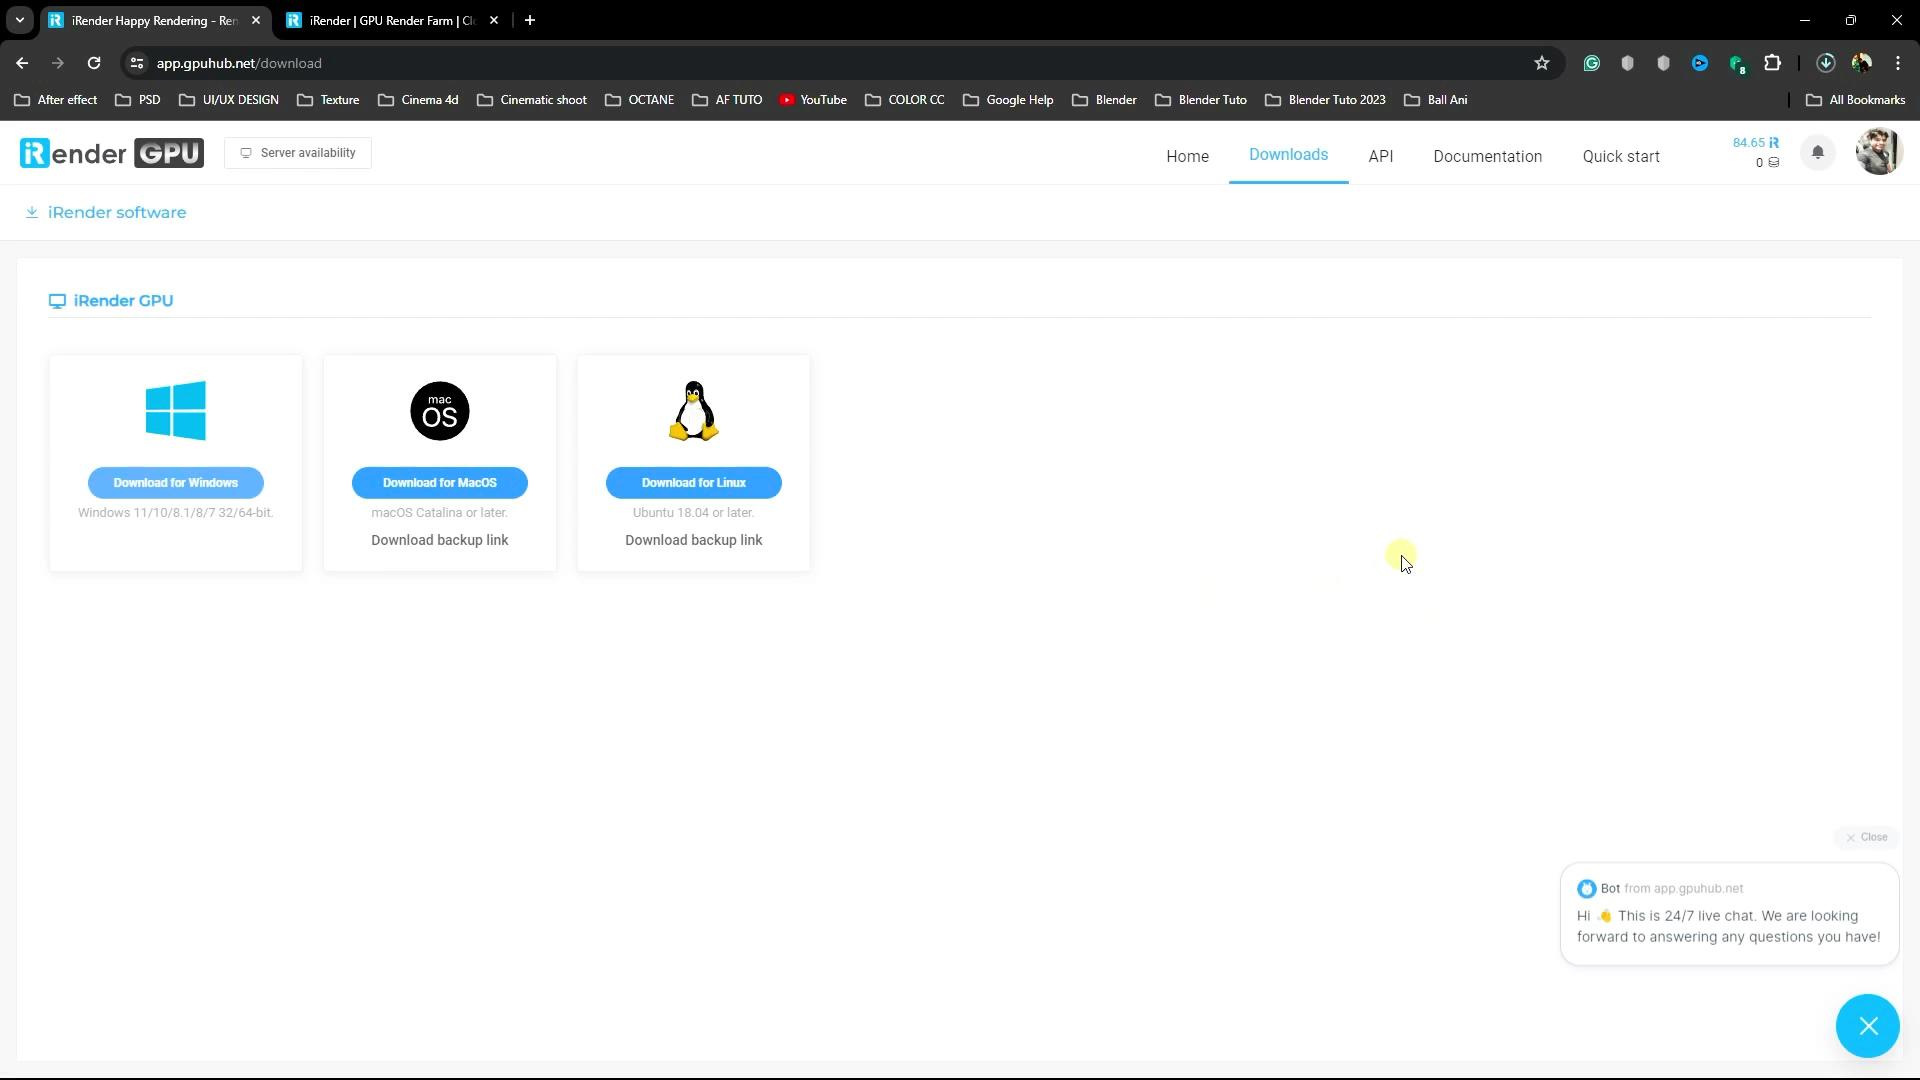 iRender Happy Rendering - Ren
iRender | GPU Render Farm | Cl
app.gpuhub.net/download
8
After effect
PSD
UI/UX DESIGN
Texture
Cinema 4d
Cinematic shoot
OCTANE
AF TUTO
YouTube
COLOR CC
Google Help
Blender
Blender Tuto
Blender Tuto 2023
Ball Ani
All Bookmarks
iRender GPU
Server availability
Home
Downloads
API
Documentation
Quick start
84.65
0
iRender software
iRender GPU
mac
OS
Download for Windows
Download for MacOS
Download for Linux
Windows 11/10/8.1/8/7 32/64-bit.
macOS Catalina or later.
Ubuntu 18.04 or later.
Download backup link
Download backup link
Close
Bot from app.gpuhub.net
Hi 👋 This is 24/7 live chat. We are looking
forward to answering any questions you have!